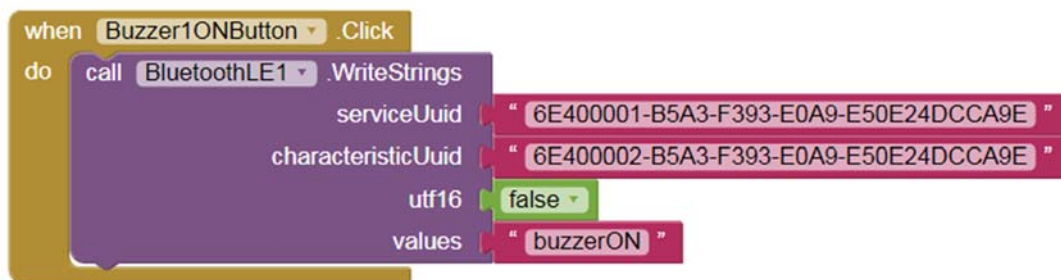 when Buzzer1ONButton .Click
do call BluetoothLE1 .WriteStrings
serviceUuid " 6E400001-B5A3-F393-E0A9-E50E24DCCA9E "
characteristicUuid " 6E400002-B5A3-F393-E0A9-E50E24DCCA9E "
utf16 false
values " buzzerON "